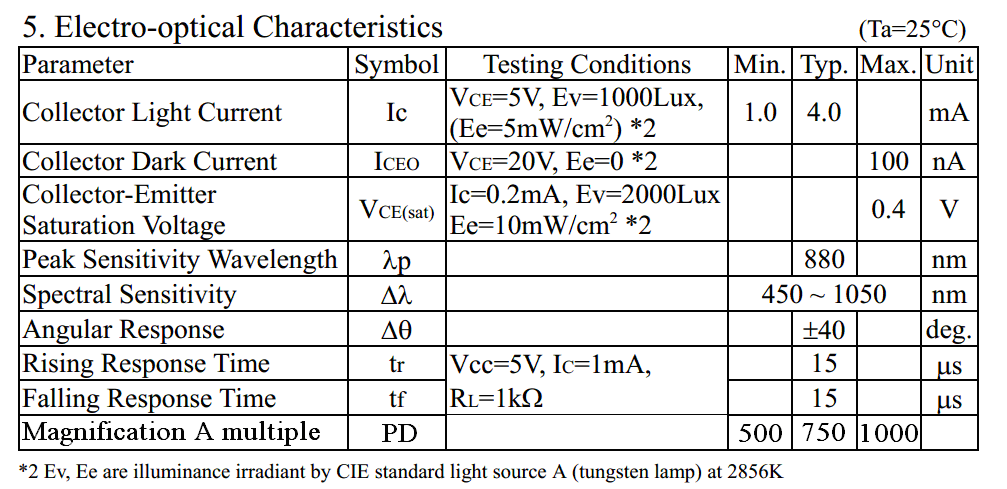 5. Electro-optical Characteristics (Ta=25°C)
Parameter Symbol Testing Conditions Min. Typ. Max. Unit
Collector Light Current Ic VCE=5V, Ev=1000Lux, (Ee=5mW/cm²) *2 1.0 4.0 mA
Collector Dark Current ICEO VCE=20V, Ee=0 *2 100 nA
Collector-Emitter Saturation Voltage VCE(sat) Ic=0.2mA, Ev=2000Lux Ee=10mW/cm² *2 0.4 V
Peak Sensitivity Wavelength λp 880 nm
Spectral Sensitivity Δλ 450 ~ 1050 nm
Angular Response Δθ ±40 deg.
Rising Response Time tr Vcc=5V, IC=1mA, 15 μs
Falling Response Time tf RL=1kΩ 15 μs
Magnification A multiple PD 500 750 1000
*2 Ev, Ee are illuminance irradiant by CIE standard light source A (tungsten lamp) at 2856K